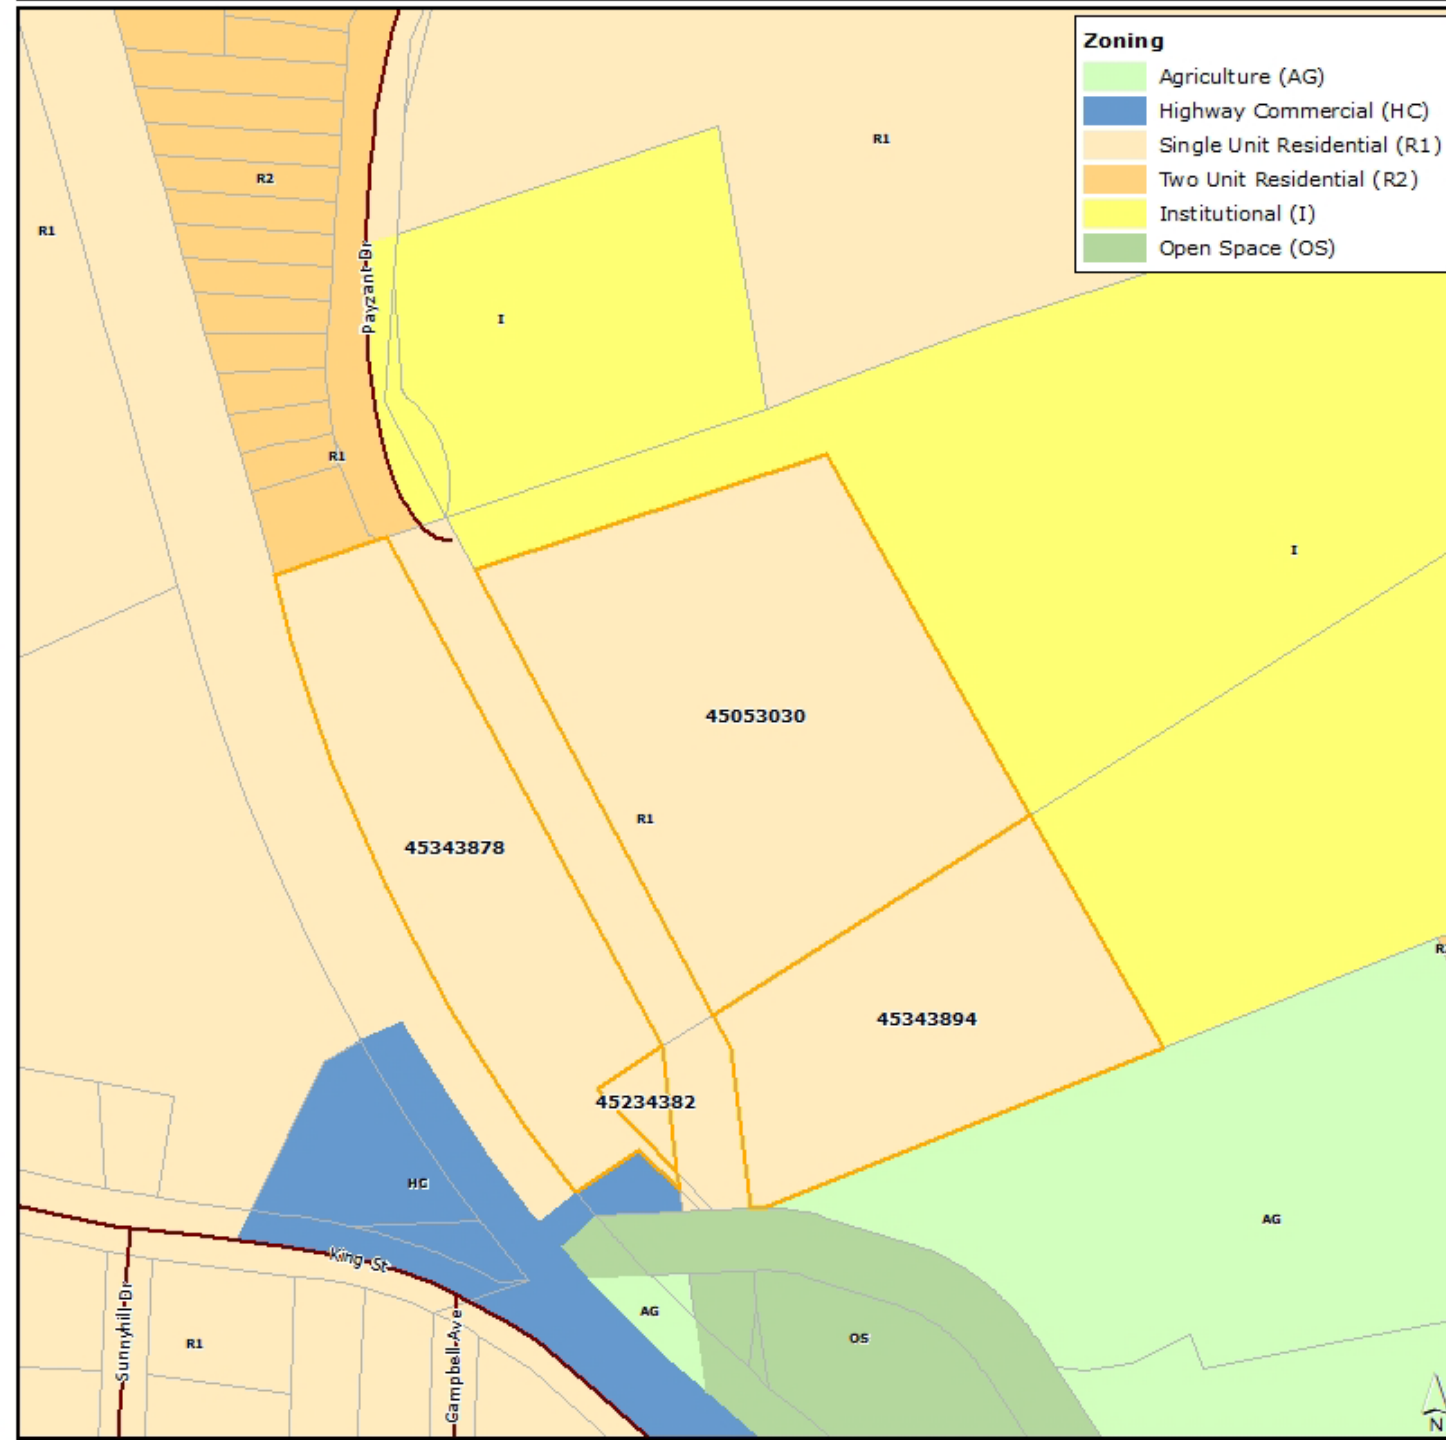 Zoning
Agriculture (AG)
Highway Commercial (HC)
Single Unit Residential (R1)
Two Unit Residential (R2)
Institutional (I)
Open Space (OS)
R1
R2
R1
Payzant Dr
I
R1
I
45053030
R1
45343878
R
45343894
45234382
HC
AG
King St
Sunnyhill Dr
Campbell Ave
R1
AG
OS
N